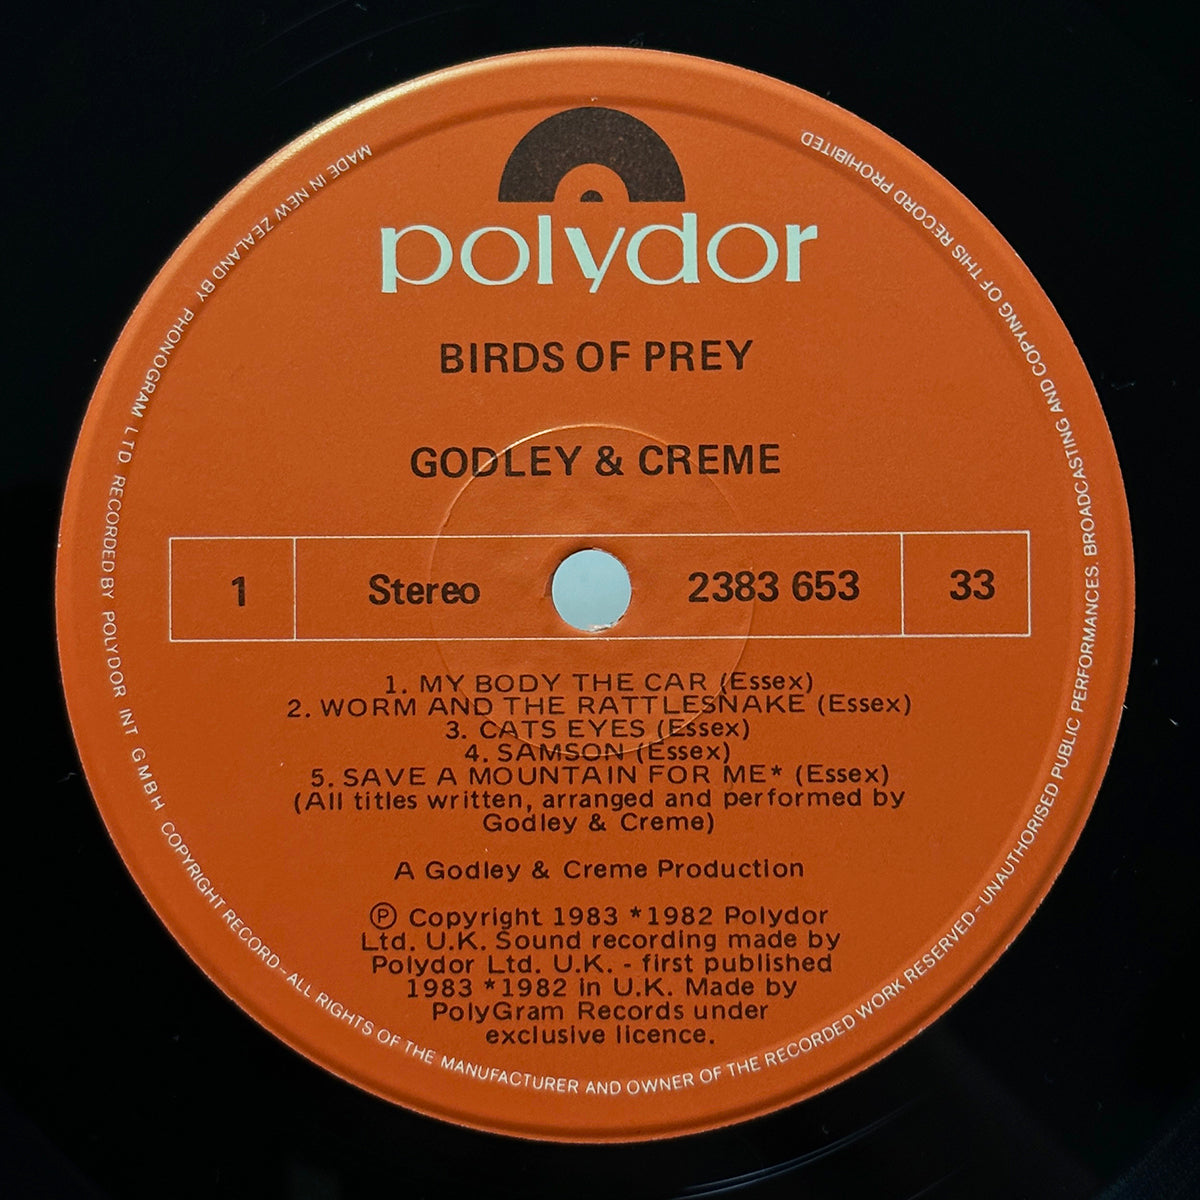 polydor
BIRDS OF PREY
GODLEY & CREME
1 Stereo 2383 653 33
1. MY BODY THE CAR (Essex)
2. WORM AND THE RATTLESNAKE (Essex)
3. CATS EYES (Essex)
4. SAMSON (Essex)
5. SAVE A MOUNTAIN FOR ME* (Essex)
(All titles written, arranged and performed by
Godley & Creme)
A Godley & Creme Production
Ⓟ Copyright 1983 *1982 Polydor
Ltd. U.K. Sound recording made by
Polydor Ltd. U.K. - first published
1983 *1982 in U.K. Made by
PolyGram Records under
exclusive licence.
MADE IN NEW ZEALAND BY PHONOGRAM LTD. RECORDED BY POLYDOR INT GMBH COPYRIGHT RECORD-ALL RIGHTS OF THE MANUFACTURER AND OWNER OF THE RECORDED WORK RESERVED-UNAUTHORISED PUBLIC PERFORMANCES. BROADCASTING AND COPYING OF THIS RECORD PROHIBITED.